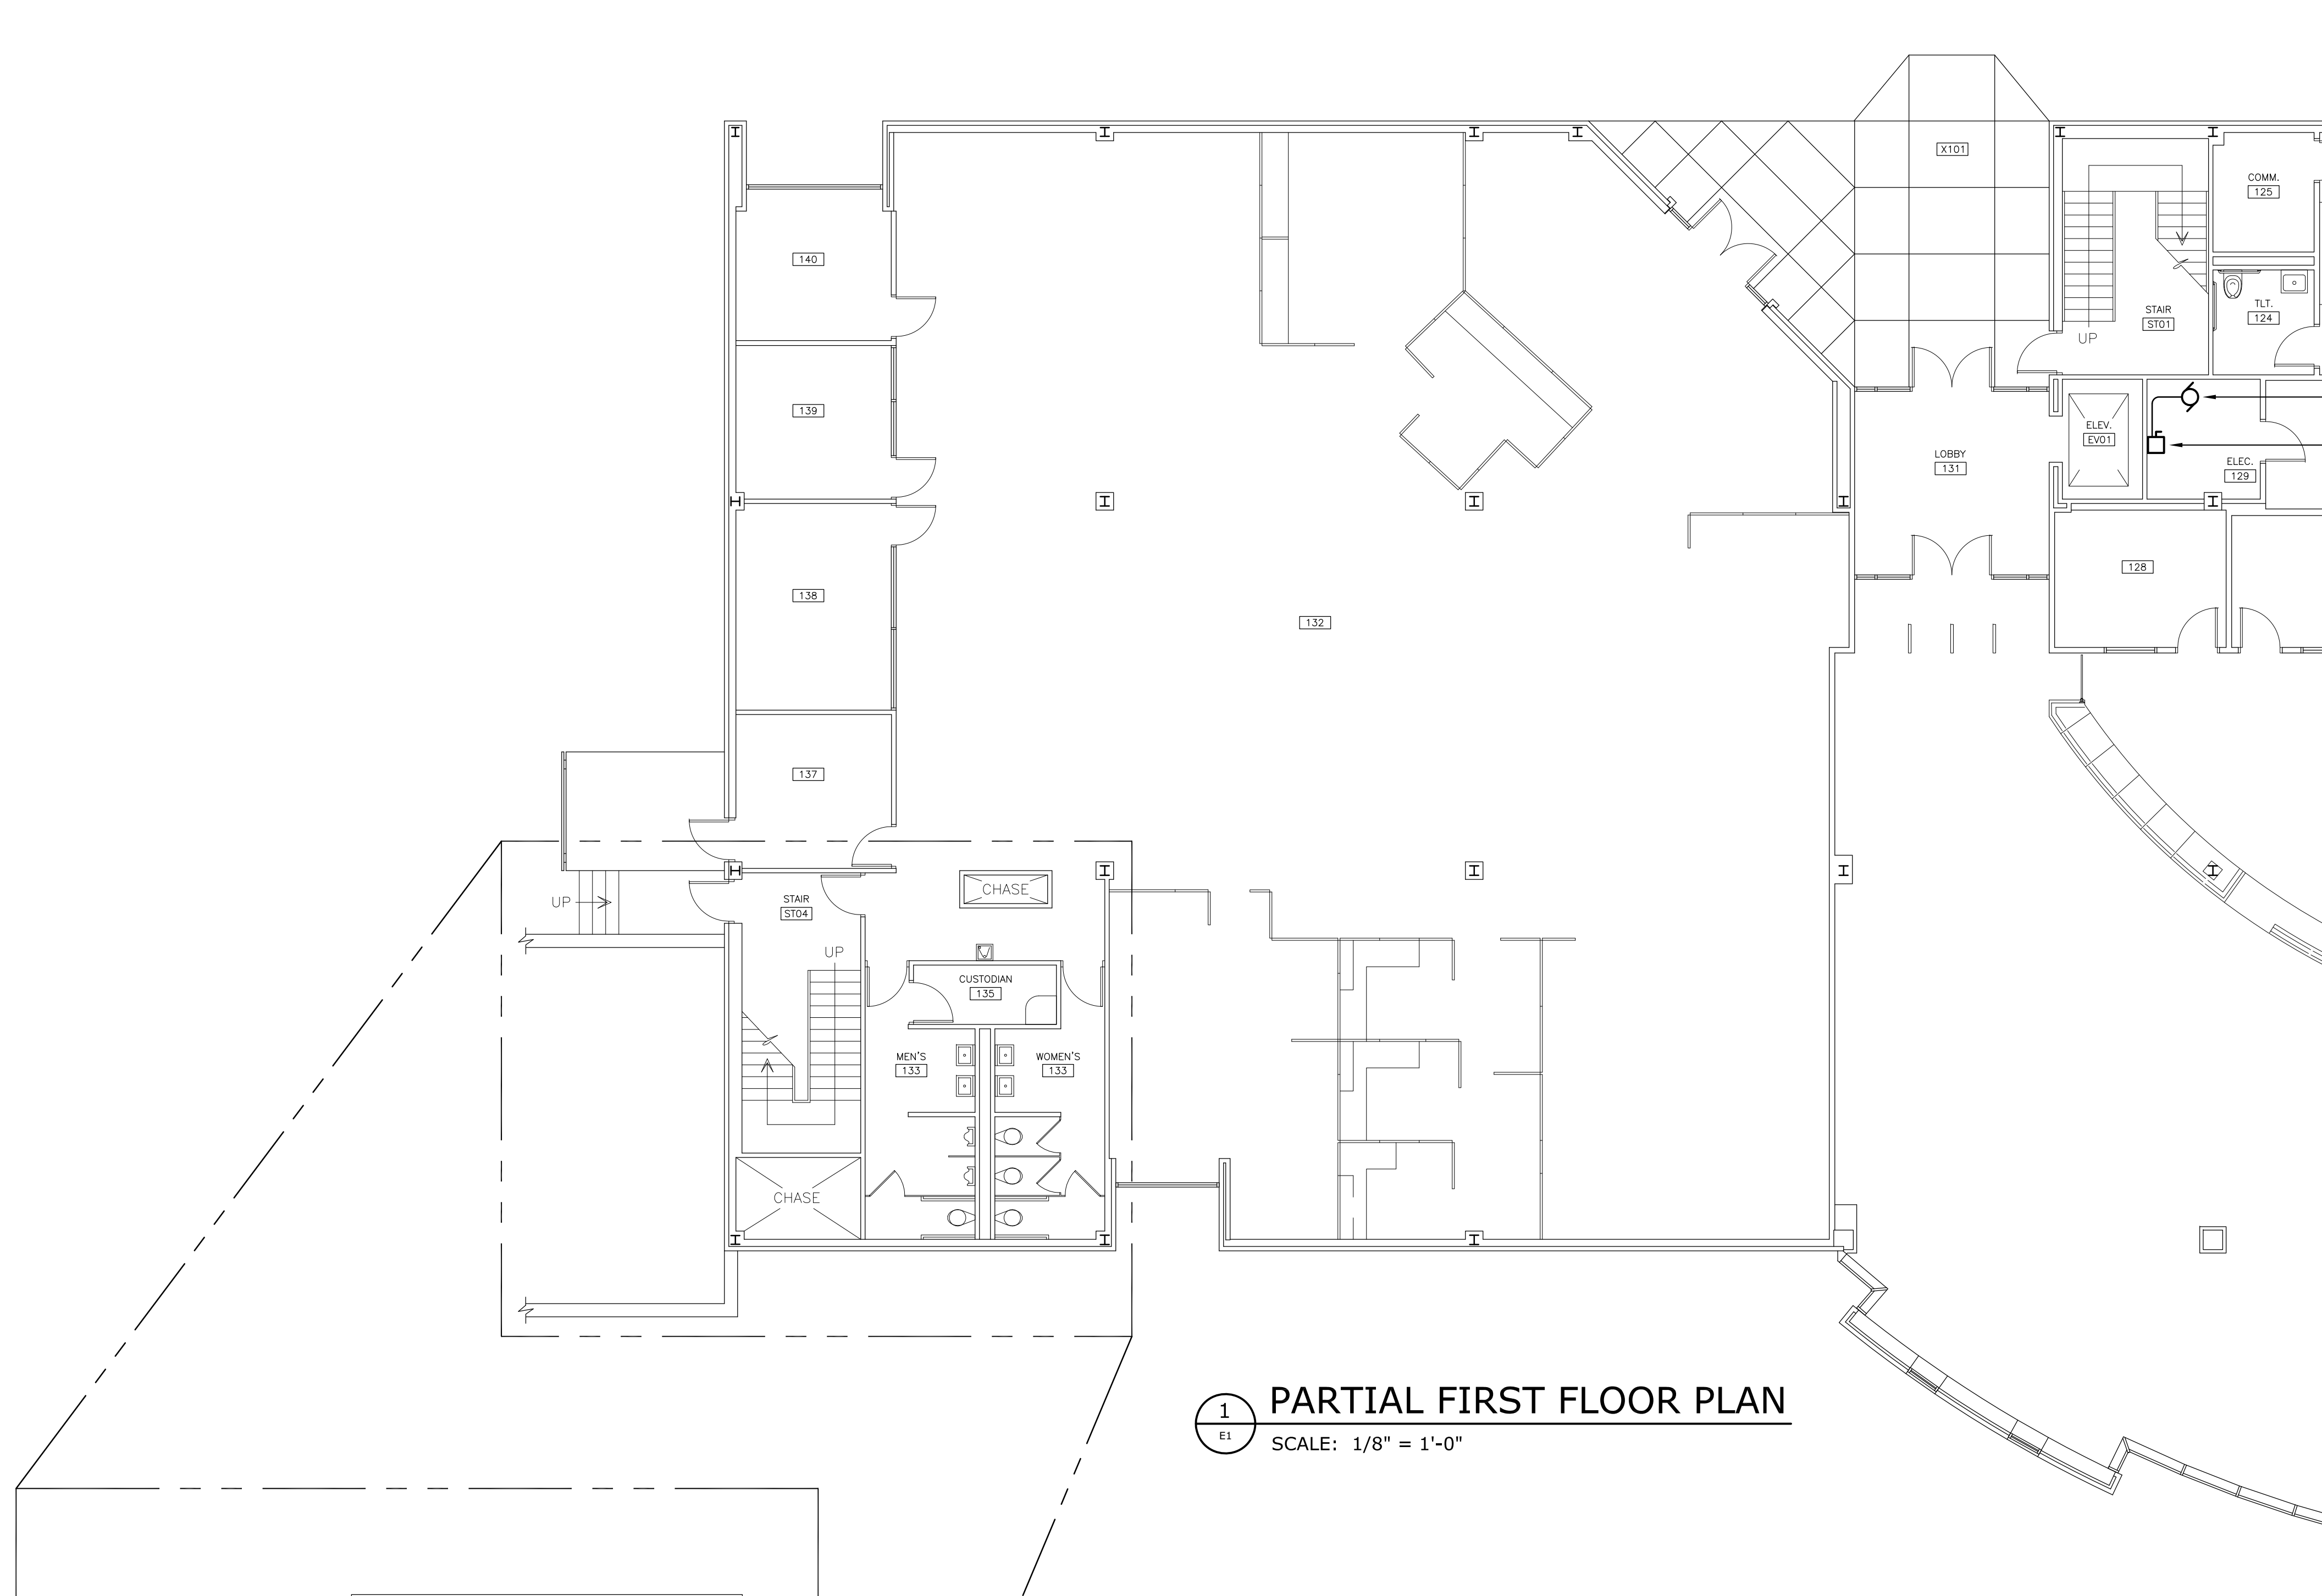 X101
COMM.
125
140
TLT.
124
STAIR
ST01
UP
139
ELEV.
EV01
LOBBY
131
ELEC.
129
128
138
132
137
UP
STAIR
ST04
CHASE
UP
CUSTODIAN
135
MEN'S
133
WOMEN'S
133
CHASE
1
E1
PARTIAL FIRST FLOOR PLAN
SCALE: 1/8" = 1'-0"